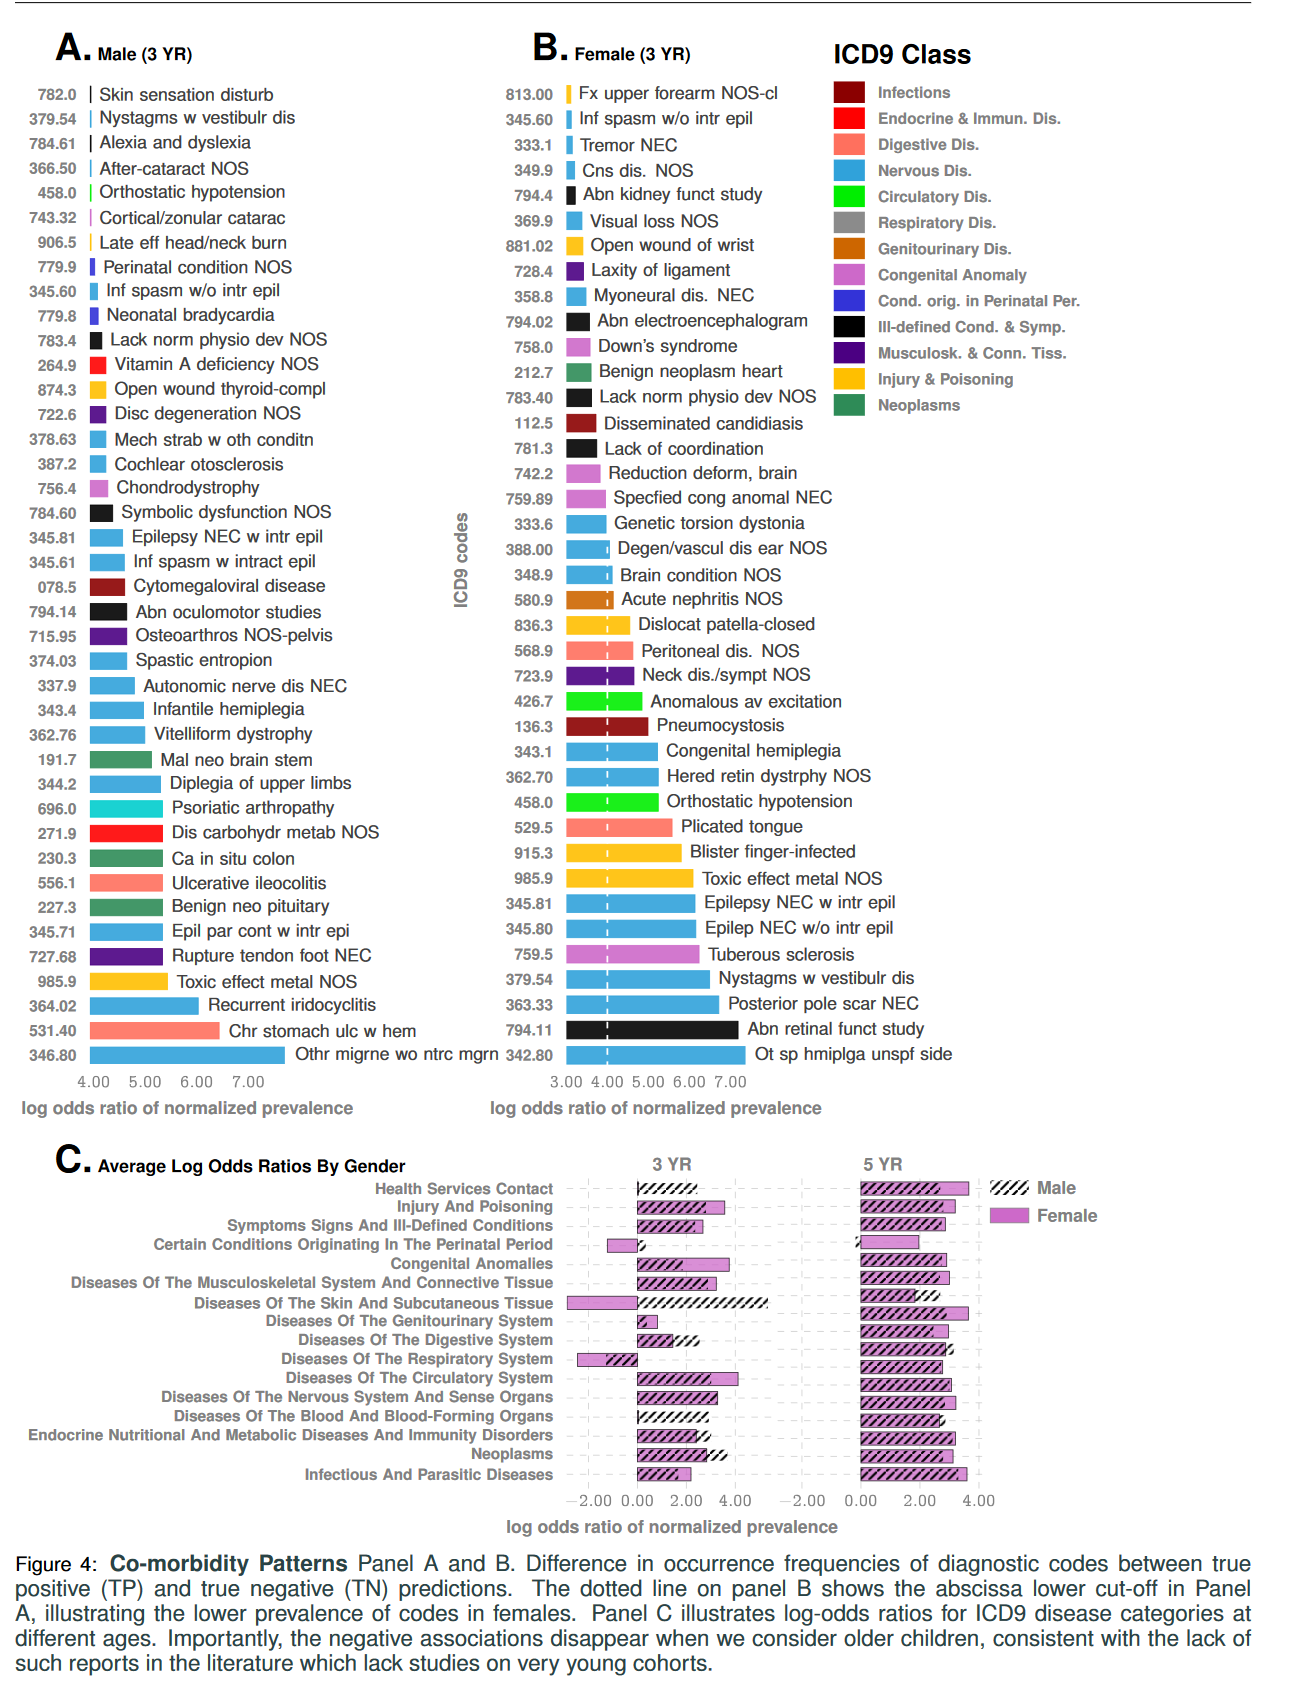 A. Male (3 YR)
782.0 Skin sensation disturb
379.54 Nystagms w vestibulr dis
784.61 Alexia and dyslexia
366.50 After-cataract NOS
458.0 Orthostatic hypotension
743.32 Cortical/zonular catarac
906.5 Late eff head/neck burn
779.9 Perinatal condition NOS
345.60 Inf spasm w/o intr epil
779.8 Neonatal bradycardia
783.4 Lack norm physio dev NOS
264.9 Vitamin A deficiency NOS
874.3 Open wound thyroid-compl
722.6 Disc degeneration NOS
378.63 Mech strab w oth conditn
387.2 Cochlear otosclerosis
756.4 Chondrodystrophy
784.60 Symbolic dysfunction NOS
345.81 Epilepsy NEC w intr epil
345.61 Inf spasm w intract epil
078.5 Cytomegaloviral disease
794.14 Abn oculomotor studies
715.95 Osteoarthros NOS-pelvis
374.03 Spastic entropion
337.9 Autonomic nerve dis NEC
343.4 Infantile hemiplegia
362.76 Vitelliform dystrophy
191.7 Mal neo brain stem
344.2 Diplegia of upper limbs
696.0 Psoriatic arthropathy
271.9 Dis carbohydr metab NOS
230.3 Ca in situ colon
556.1 Ulcerative ileocolitis
227.3 Benign neo pituitary
345.71 Epil par cont w intr epi
727.68 Rupture tendon foot NEC
985.9 Toxic effect metal NOS
364.02 Recurrent iridocyclitis
531.40 Chr stomach ulc w hem
346.80 Othr migrne wo ntrc mgrn
4.00 5.00 6.00 7.00
log odds ratio of normalized prevalence
B. Female (3 YR)
ICD9 codes
813.00 Fx upper forearm NOS-cl
345.60 Inf spasm w/o intr epil
333.1 Tremor NEC
349.9 Cns dis. NOS
794.4 Abn kidney funct study
369.9 Visual loss NOS
881.02 Open wound of wrist
728.4 Laxity of ligament
358.8 Myoneural dis. NEC
794.02 Abn electroencephalogram
758.0 Down's syndrome
212.7 Benign neoplasm heart
783.40 Lack norm physio dev NOS
112.5 Disseminated candidiasis
781.3 Lack of coordination
742.2 Reduction deform, brain
759.89 Specfied cong anomal NEC
333.6 Genetic torsion dystonia
388.00 Degen/vascul dis ear NOS
348.9 Brain condition NOS
580.9 Acute nephritis NOS
836.3 Dislocat patella-closed
568.9 Peritoneal dis. NOS
723.9 Neck dis./sympt NOS
426.7 Anomalous av excitation
136.3 Pneumocystosis
343.1 Congenital hemiplegia
362.70 Hered retin dystrphy NOS
458.0 Orthostatic hypotension
529.5 Plicated tongue
915.3 Blister finger-infected
985.9 Toxic effect metal NOS
345.81 Epilepsy NEC w intr epil
345.80 Epilep NEC w/o intr epil
759.5 Tuberous sclerosis
379.54 Nystagms w vestibulr dis
363.33 Posterior pole scar NEC
794.11 Abn retinal funct study
342.80 Ot sp hmiplga unspf side
3.00 4.00 5.00 6.00 7.00
log odds ratio of normalized prevalence
ICD9 Class
Infections
Endocrine & Immun. Dis.
Digestive Dis.
Nervous Dis.
Circulatory Dis.
Respiratory Dis.
Genitourinary Dis.
Congenital Anomaly
Cond. orig. in Perinatal Per.
Ill-defined Cond. & Symp.
Musculosk. & Conn. Tiss.
Injury & Poisoning
Neoplasms
C. Average Log Odds Ratios By Gender
3 YR 5 YR
Male
Female
Health Services Contact
Injury And Poisoning
Symptoms Signs And Ill-Defined Conditions
Certain Conditions Originating In The Perinatal Period
Congenital Anomalies
Diseases Of The Musculoskeletal System And Connective Tissue
Diseases Of The Skin And Subcutaneous Tissue
Diseases Of The Genitourinary System
Diseases Of The Digestive System
Diseases Of The Respiratory System
Diseases Of The Circulatory System
Diseases Of The Nervous System And Sense Organs
Diseases Of The Blood And Blood-Forming Organs
Endocrine Nutritional And Metabolic Diseases And Immunity Disorders
Neoplasms
Infectious And Parasitic Diseases
−2.00 0.00 2.00 4.00 −2.00 0.00 2.00 4.00
log odds ratio of normalized prevalence
Figure 4: Co-morbidity Patterns Panel A and B. Difference in occurrence frequencies of diagnostic codes between true
positive (TP) and true negative (TN) predictions. The dotted line on panel B shows the abscissa lower cut-off in Panel
A, illustrating the lower prevalence of codes in females. Panel C illustrates log-odds ratios for ICD9 disease categories at
different ages. Importantly, the negative associations disappear when we consider older children, consistent with the lack of
such reports in the literature which lack studies on very young cohorts.